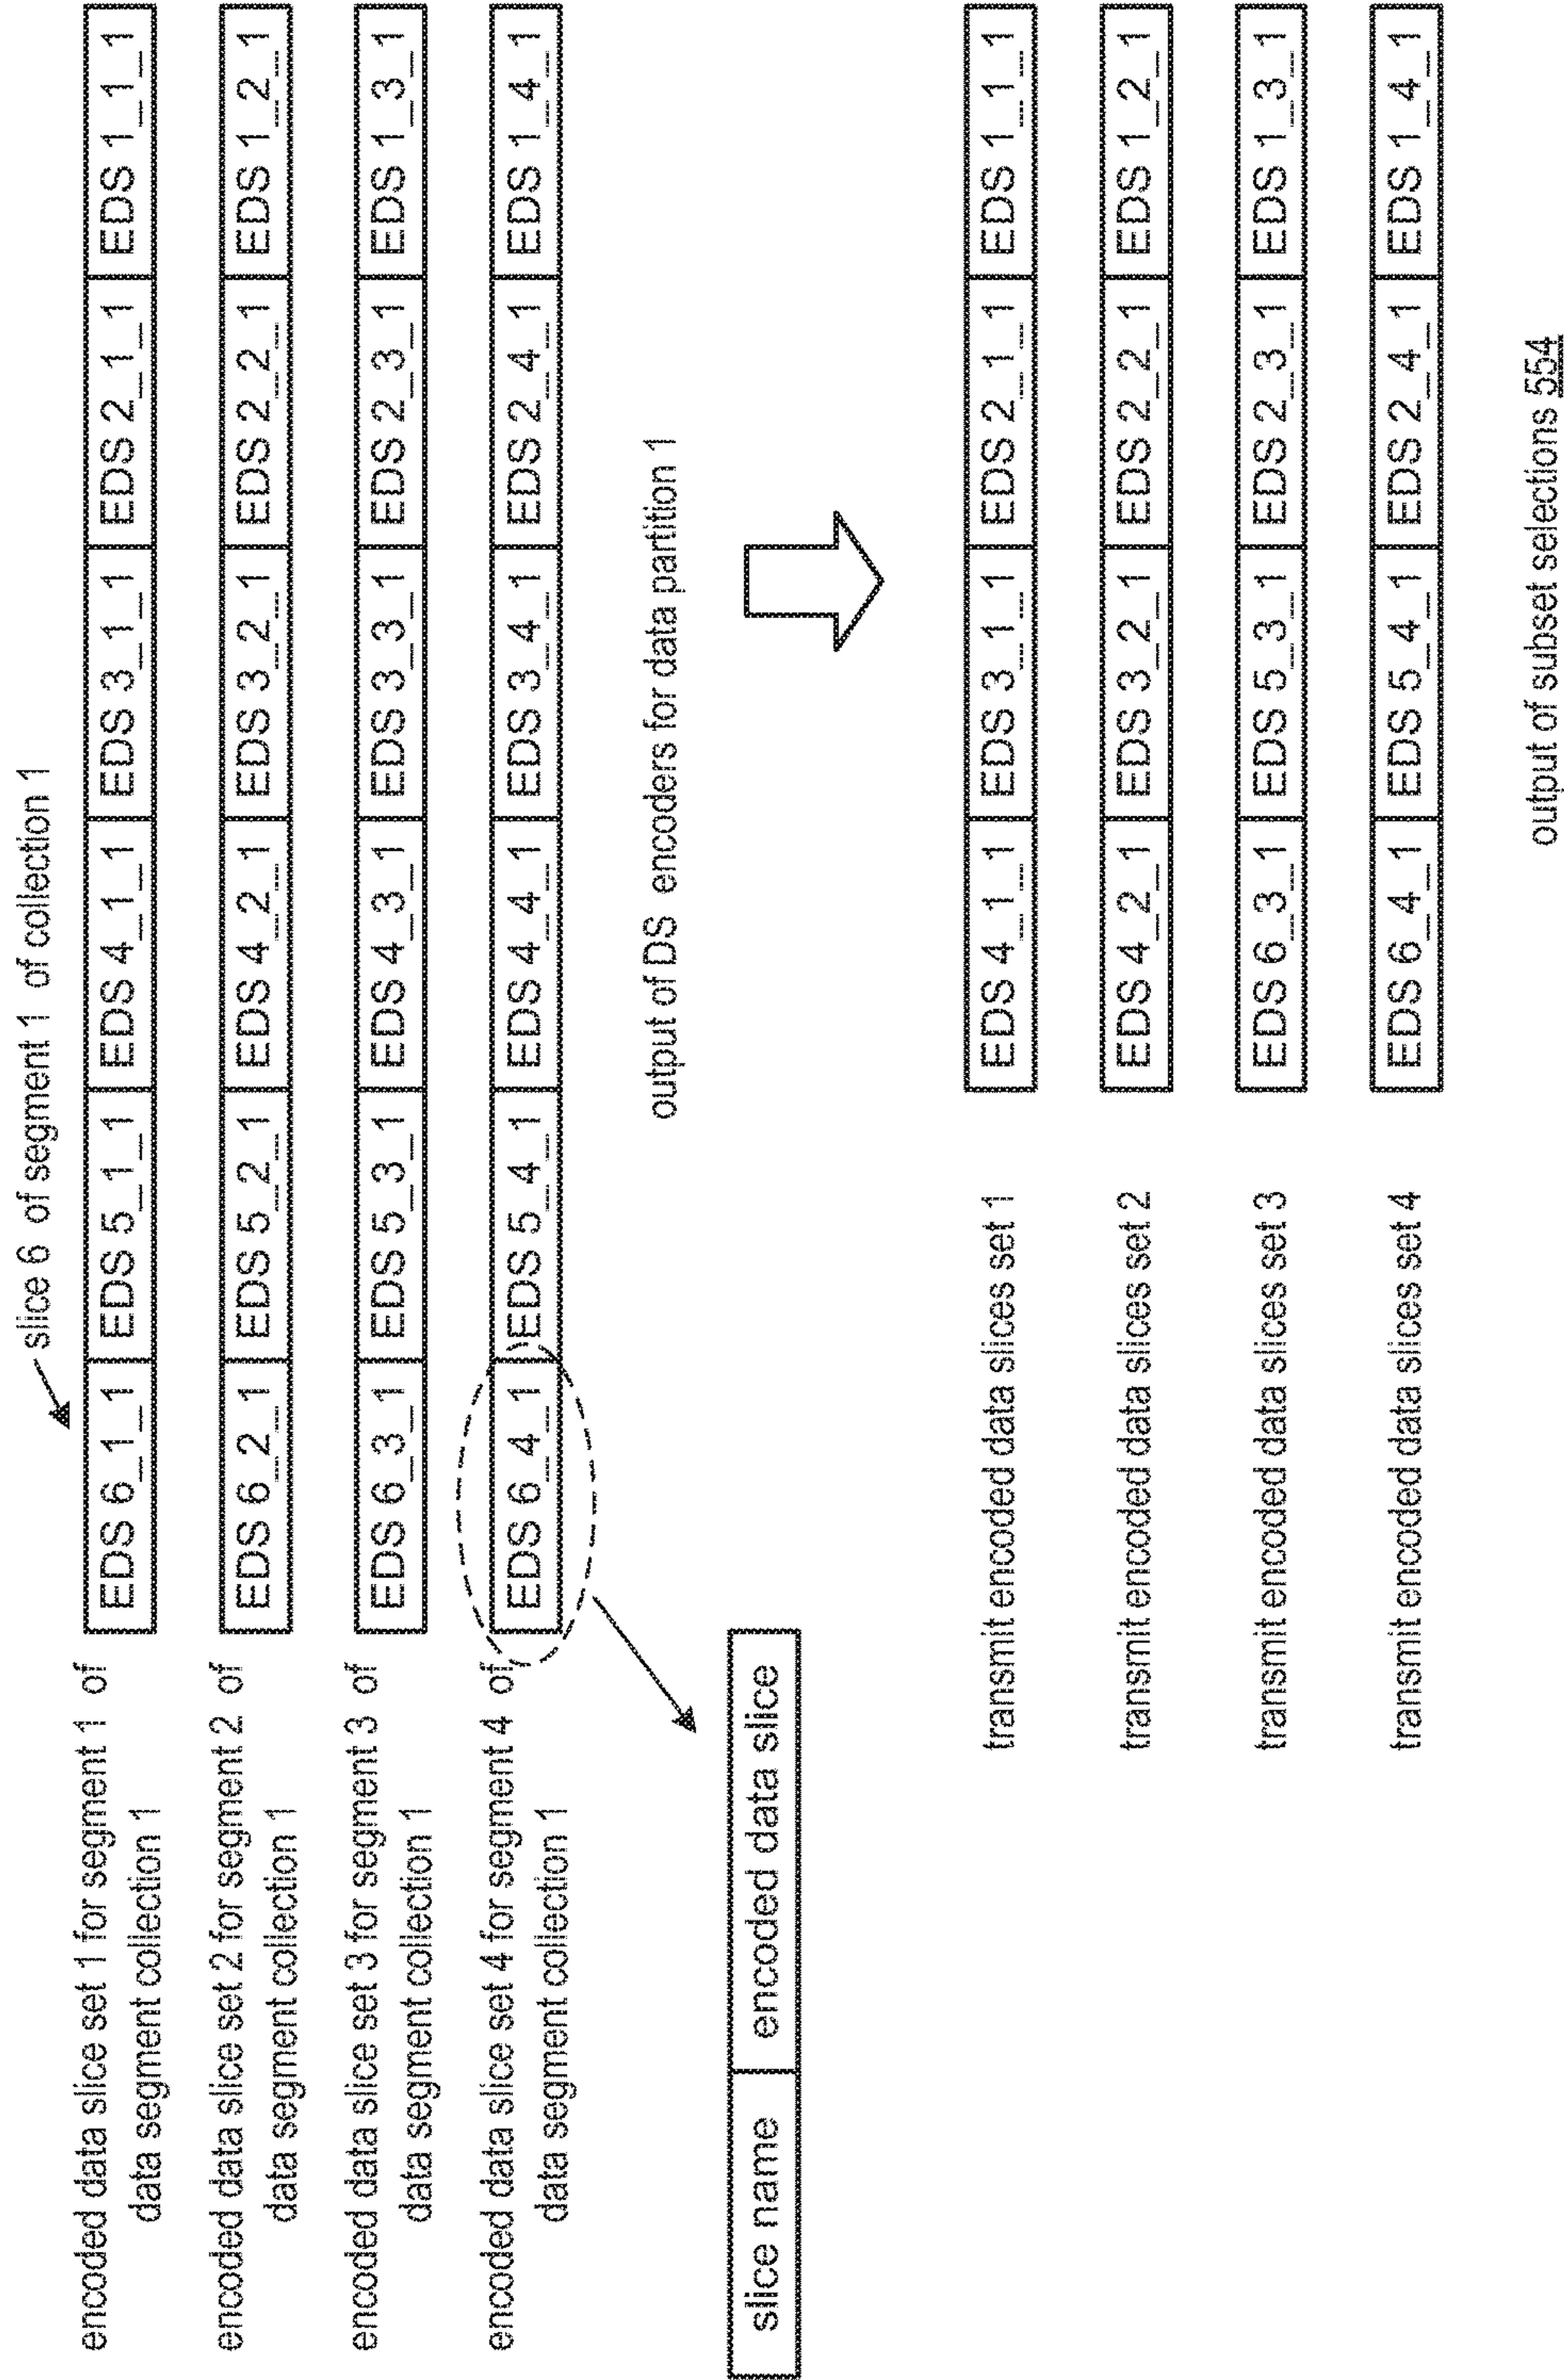 slice 6 of segment 1 of collection 1
encoded data slice set 1 for segment 1 of
data segment collection 1
EDS 6_1_1 EDS 5_1_1 EDS 4_1_1 EDS 3_1_1 EDS 2_1_1 EDS 1_1_1
encoded data slice set 2 for segment 2 of
data segment collection 1
EDS 6_2_1 EDS 5_2_1 EDS 4_2_1 EDS 3_2_1 EDS 2_2_1 EDS 1_2_1
encoded data slice set 3 for segment 3 of
data segment collection 1
EDS 6_3_1 EDS 5_3_1 EDS 4_3_1 EDS 3_3_1 EDS 2_3_1 EDS 1_3_1
encoded data slice set 4 for segment 4 of
data segment collection 1
EDS 6_4_1 EDS 5_4_1 EDS 4_4_1 EDS 3_4_1 EDS 2_4_1 EDS 1_4_1
output of DS encoders for data partition 1
slice name encoded data slice
transmit encoded data slices set 1
EDS 4_1_1 EDS 3_1_1 EDS 2_1_1 EDS 1_1_1
transmit encoded data slices set 2
EDS 4_2_1 EDS 3_2_1 EDS 2_2_1 EDS 1_2_1
transmit encoded data slices set 3
EDS 6_3_1 EDS 5_3_1 EDS 2_3_1 EDS 1_3_1
transmit encoded data slices set 4
EDS 6_4_1 EDS 5_4_1 EDS 2_4_1 EDS 1_4_1
output of subset selections 554